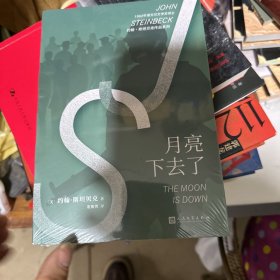 JOHN
1962年诺贝尔文学奖得主
STEINBECK
约翰·斯坦贝克作品系列
月亮
下去了
THE MOON
IS DOWN
[美] 约翰·斯坦贝克 著
人民文学出版社
112